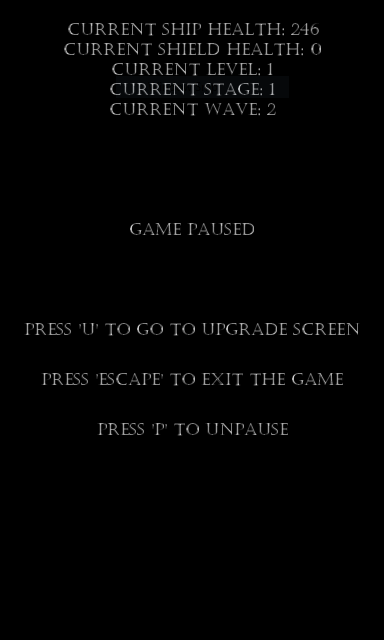 CURRENT SHIP HEALTH: 246
CURRENT SHIELD HEALTH: 0
CURRENT LEVEL: 1
CURRENT STAGE: 1
CURRENT WAVE: 2
GAME PAUSED
PRESS 'U' TO GO TO UPGRADE SCREEN
PRESS 'ESCAPE' TO EXIT THE GAME
PRESS 'P' TO UNPAUSE